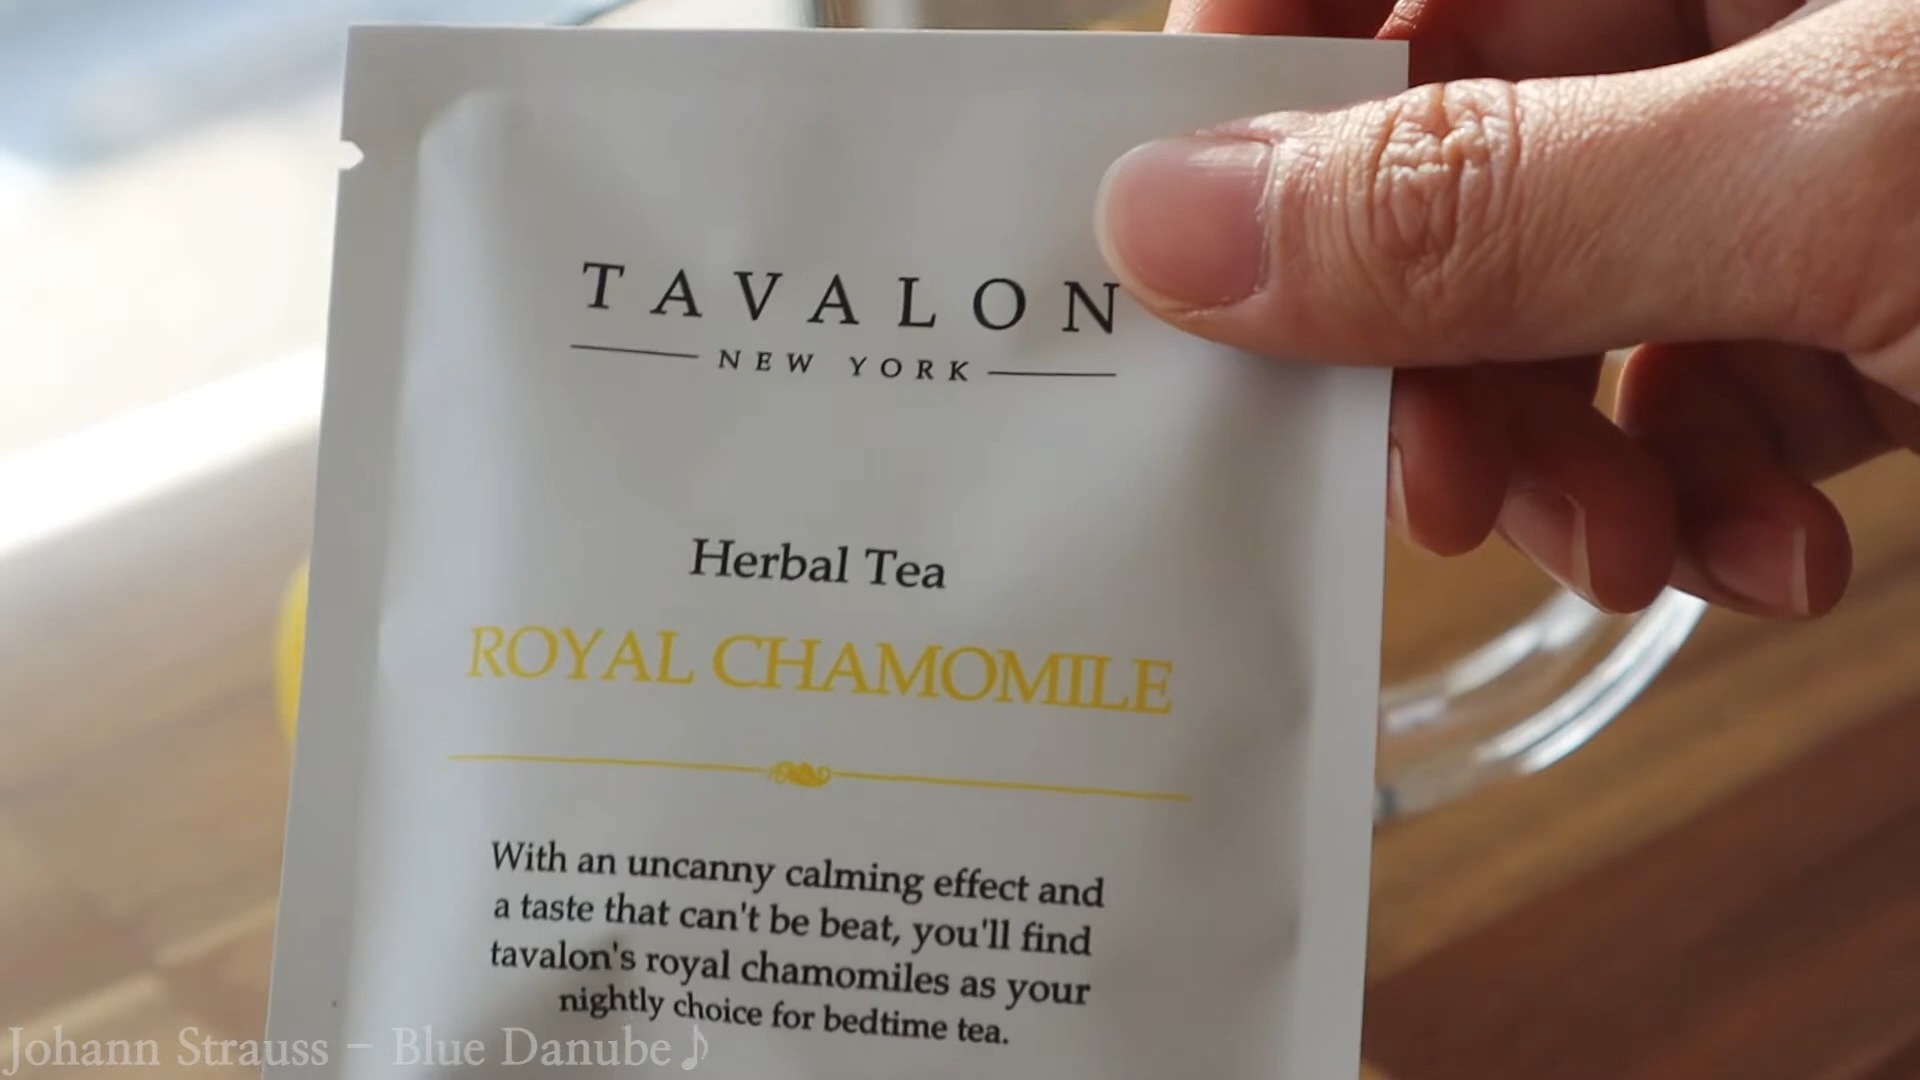 TAVALON
NEW YORK
Herbal Tea
ROYAL CHAMOMILE
With an uncanny calming effect and
a taste that can't be beat, you'll find
tavalon's royal chamomiles as your
nightly choice for bedtime tea.
Johann Strauss - Blue Danube♪